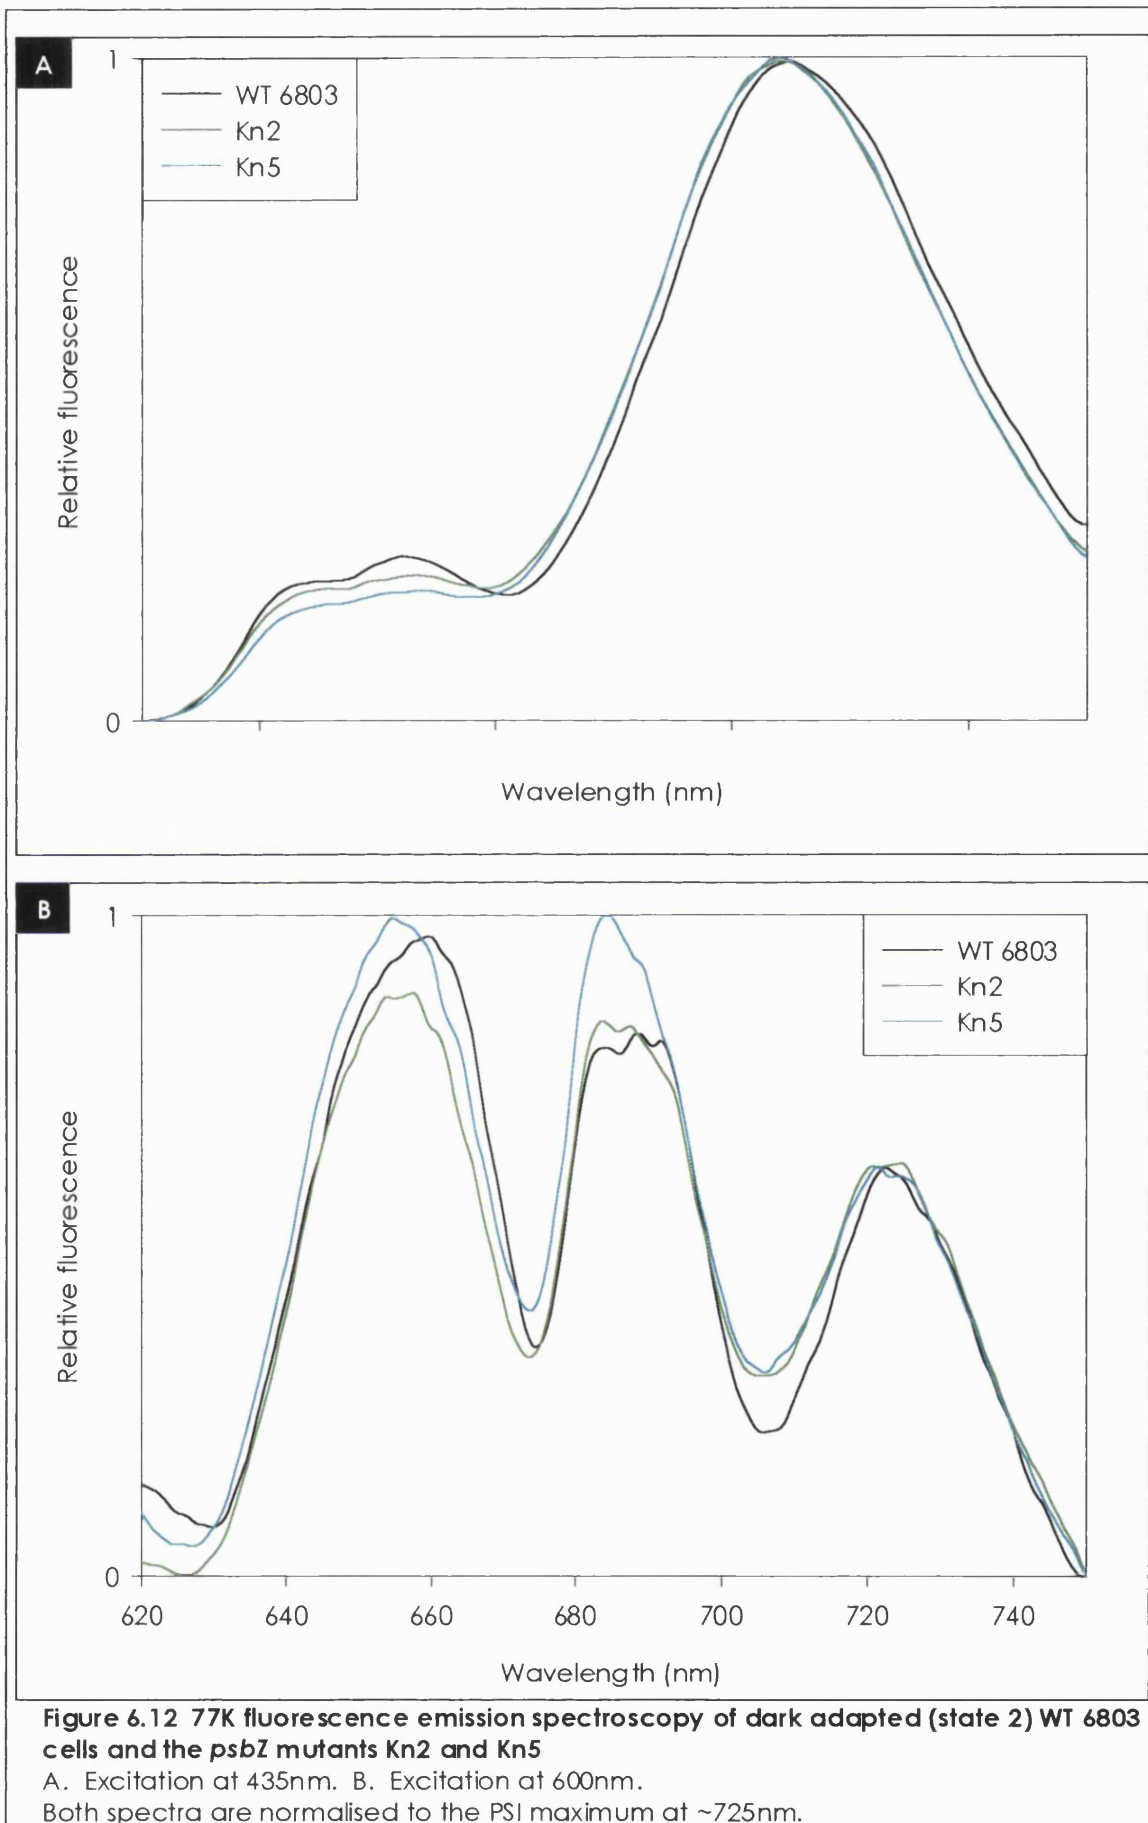 A
1
WT 6803
Kn2
Kn5
Relative fluorescence
0
Wavelength (nm)
B
1
WT 6803
Kn2
Kn5
Relative fluorescence
0
620 640 660 680 700 720 740
Wavelength (nm)
Figure 6.12 77K fluorescence emission spectroscopy of dark adapted (state 2) WT 6803
cells and the psbZ mutants Kn2 and Kn5
A. Excitation at 435nm. B. Excitation at 600nm.
Both spectra are normalised to the PSI maximum at ~725nm.